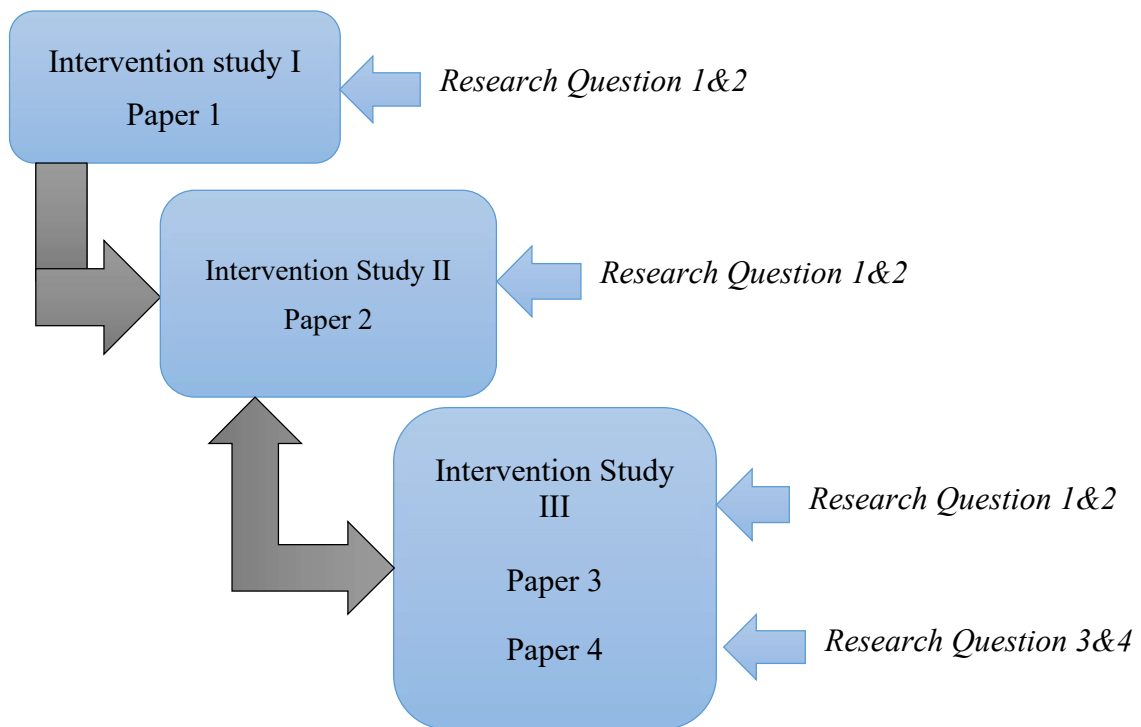 Intervention study I
Paper 1
Research Question 1&2
Intervention Study II
Paper 2
Research Question 1&2
Intervention Study
III
Paper 3
Paper 4
Research Question 1&2
Research Question 3&4